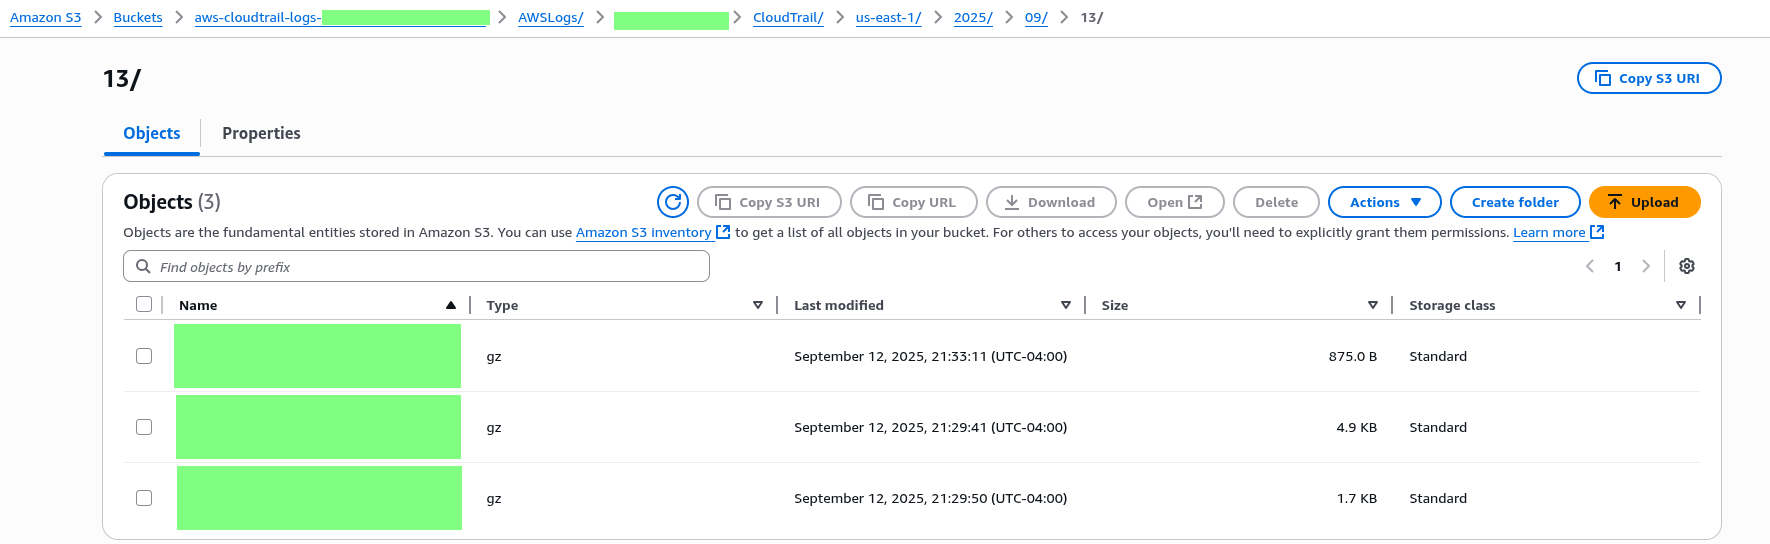 Amazon S3 > Buckets > aws-cloudtrail-logs- > AWSLogs/ > > CloudTrail/ > us-east-1/ > 2025/ > 09/ > 13/
13/
Copy S3 URI
Objects Properties
Objects (3)
Copy S3 URI Copy URL Download Open Delete Actions Create folder Upload
Objects are the fundamental entities stored in Amazon S3. You can use Amazon S3 inventory to get a list of all objects in your bucket. For others to access your objects, you'll need to explicitly grant them permissions. Learn more
Find objects by prefix
1
Name Type Last modified Size Storage class
gz September 12, 2025, 21:33:11 (UTC-04:00) 875.0 B Standard
gz September 12, 2025, 21:29:41 (UTC-04:00) 4.9 KB Standard
gz September 12, 2025, 21:29:50 (UTC-04:00) 1.7 KB Standard